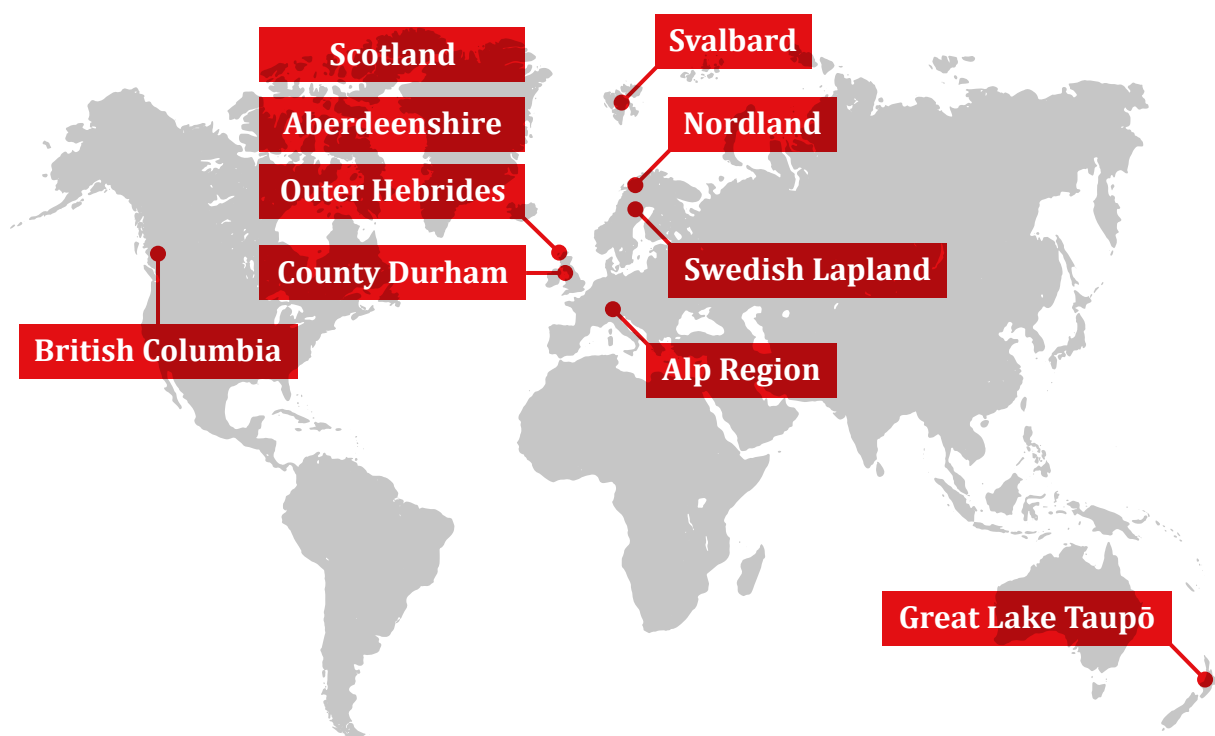 Scotland
Svalbard
Aberdeenshire
Nordland
Outer Hebrides
County Durham
Swedish Lapland
British Columbia
Alp Region
Great Lake Taupō